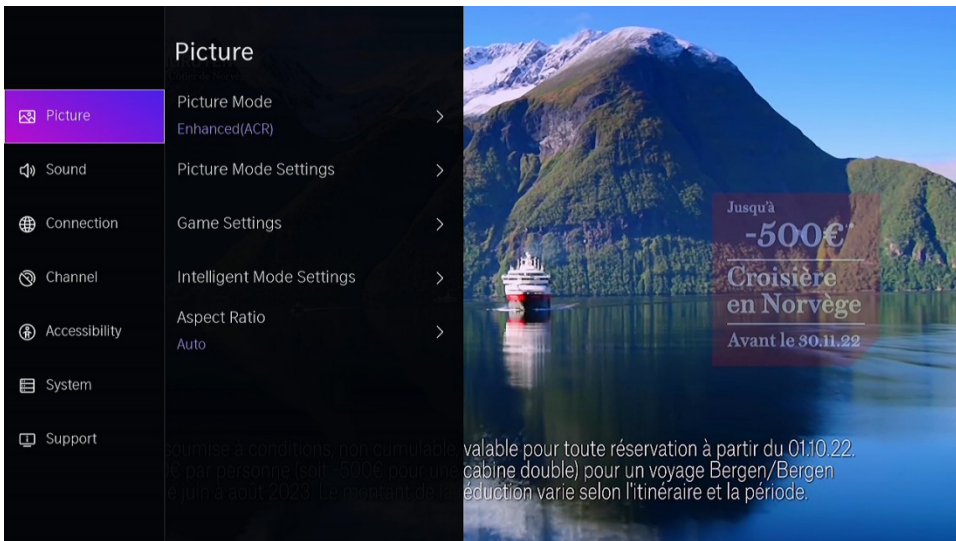 Picture
Picture
Sound
Connection
Channel
Accessibility
System
Support
Picture Mode
Enhanced(ACR)
Picture Mode Settings
Game Settings
Intelligent Mode Settings
Aspect Ratio
Auto
Jusqu'à
-500€*
Croisière
en Norvège
Avant le 30.11.22
soumise à conditions, non cumulable, valable pour toute réservation à partir du 01.10.22.
€ par personne (soit -500€ pour une cabine double) pour un voyage Bergen/Bergen
juin à août 2023. Le montant de la réduction varie selon l'itinéraire et la période.